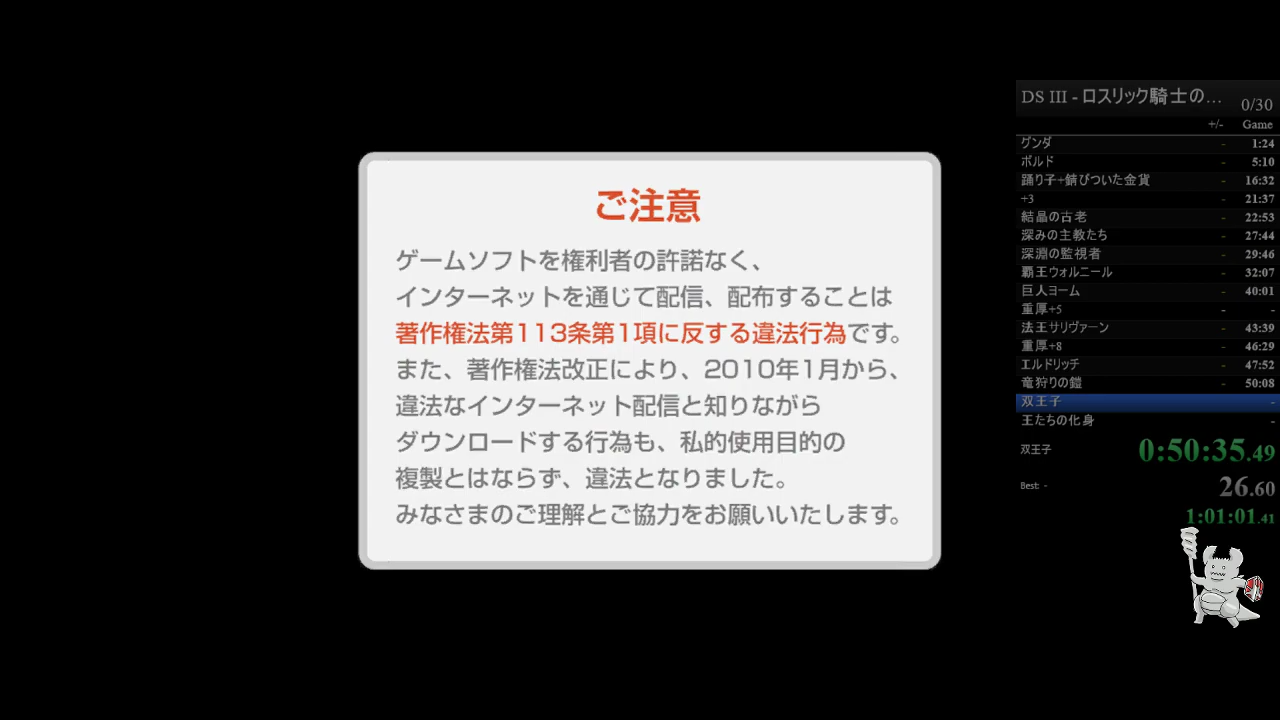 ご注意
ゲームソフトを権利者の許諾なく、
インターネットを通じて配信、配布することは
著作権法第113条第1項に反する違法行為です。
また、著作権法改正により、2010年1月から、
違法なインターネット配信と知りながら
ダウンロードする行為も、私的使用目的の
複製とはならず、違法となりました。
みなさまのご理解とご協力をお願いいたします。
DS III - ロスリック騎士の... 0/30
+/- Game
グンダ - 1:24
ボルド - 5:10
踊り子+錆びついた金貨 - 16:32
+3 - 21:37
結晶の古老 - 22:53
深みの主教たち - 27:44
深淵の監視者 - 29:46
覇王ウォルニール - 32:07
巨人ヨーム - 40:01
重厚+5 - -
法王サリヴァーン - 43:39
重厚+8 - 46:29
エルドリッチ - 47:52
竜狩りの鎧 - 50:08
双王子 -
王たちの化身 -
双王子 0:50:35.49
Best: - 26.60
1:01:01.41